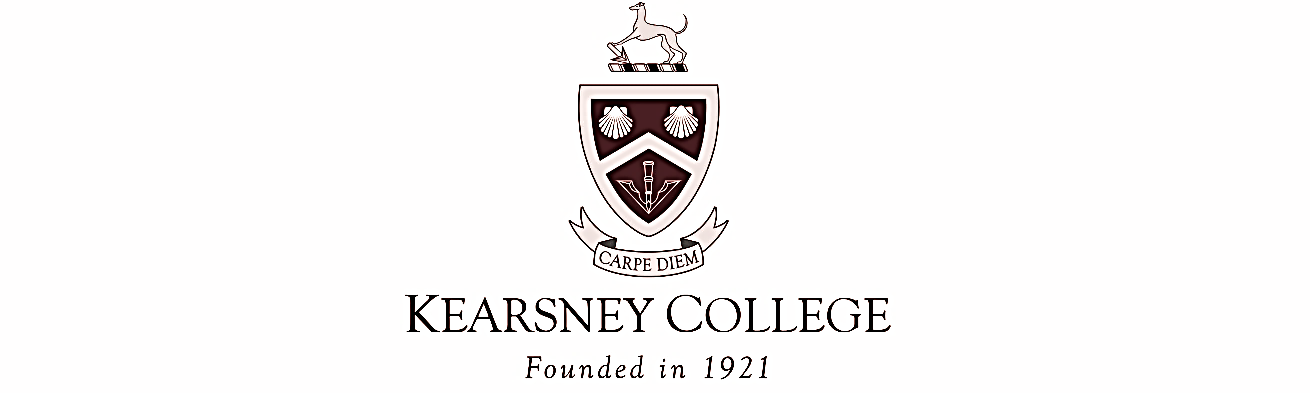 CARPE DIEM
KEARSNEY COLLEGE
Founded in 1921